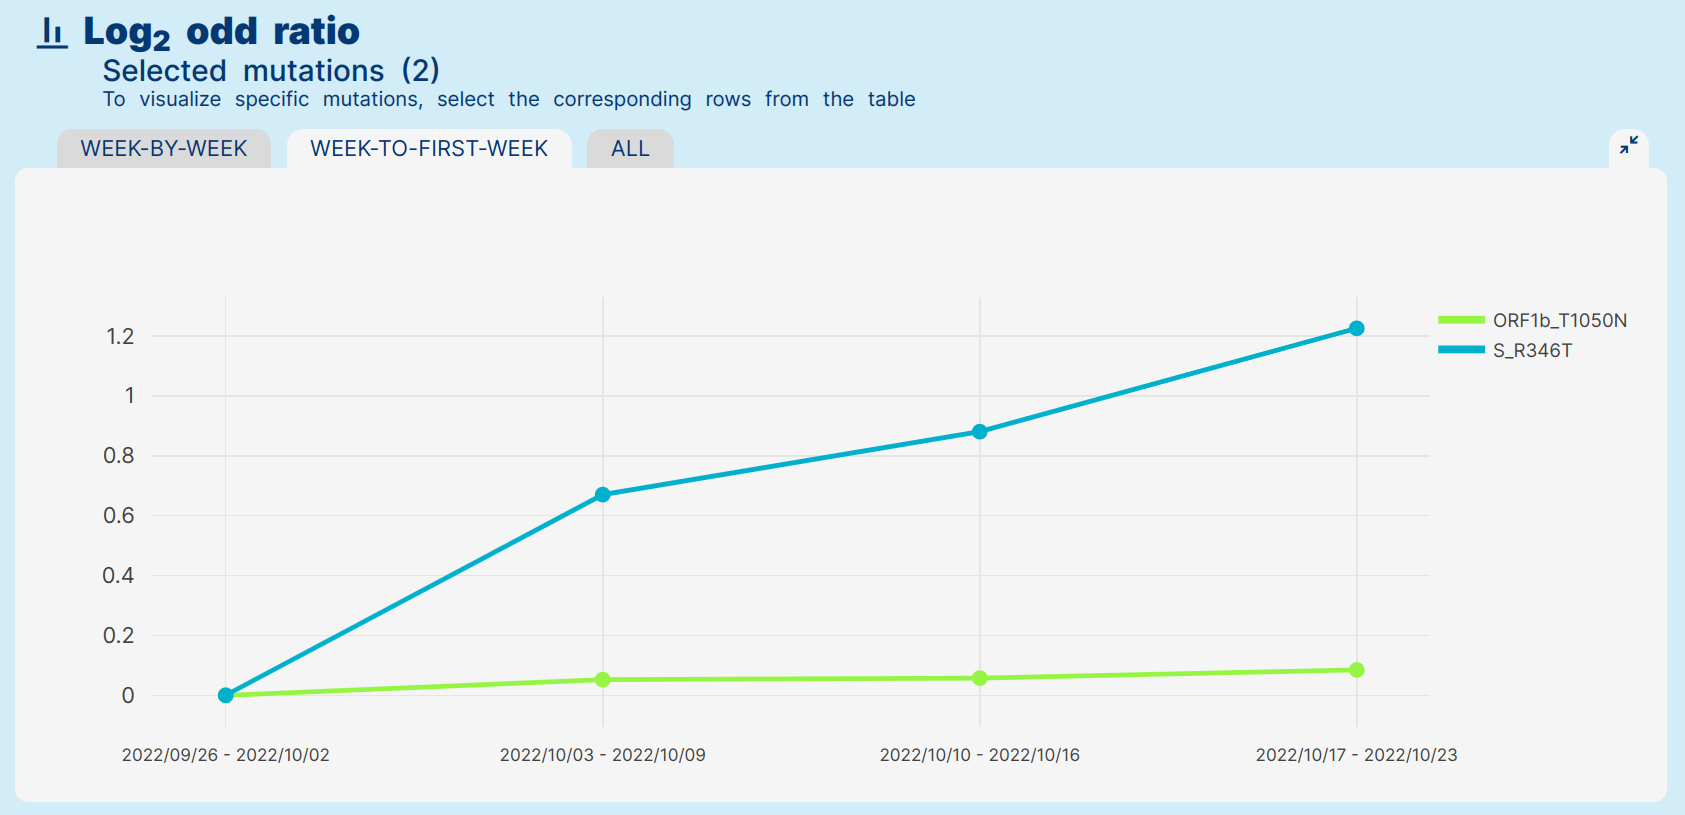 Log₂ odd ratio
Selected mutations (2)
To visualize specific mutations, select the corresponding rows from the table
WEEK-BY-WEEK WEEK-TO-FIRST-WEEK ALL
1.2
1
0.8
0.6
0.4
0.2
0
2022/09/26 - 2022/10/02 2022/10/03 - 2022/10/09 2022/10/10 - 2022/10/16 2022/10/17 - 2022/10/23
ORF1b_T1050N
S_R346T